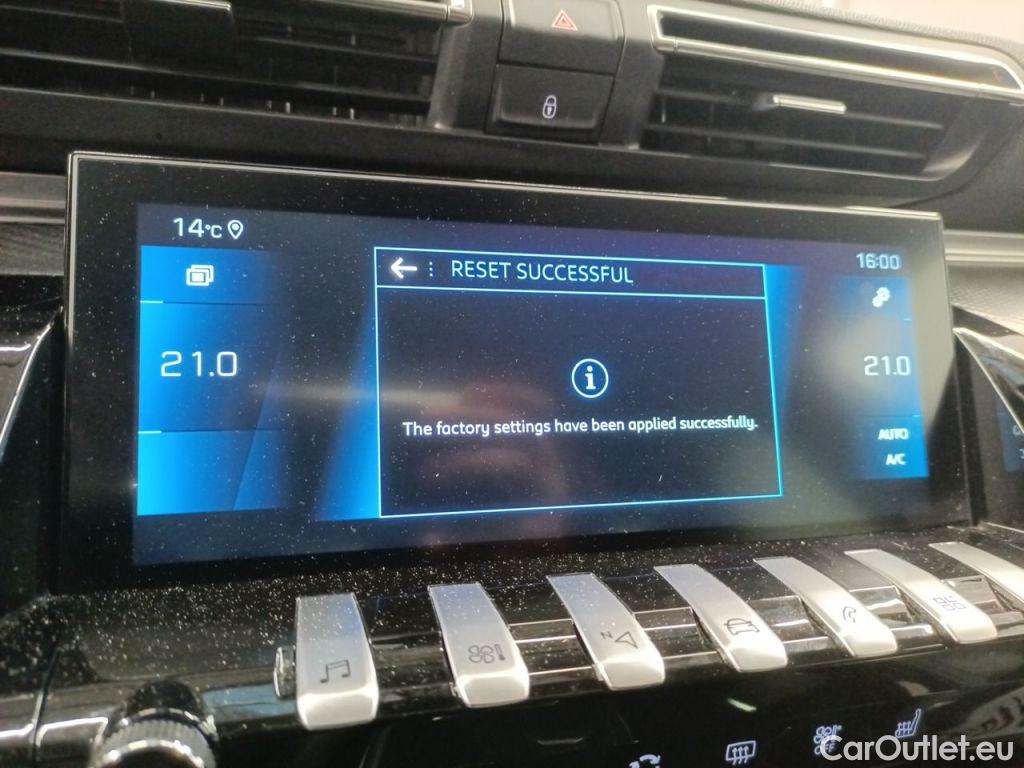 14°C
16:00
RESET SUCCESSFUL
21.0
21.0
The factory settings have been applied successfully.
AUTO
A/C
N
OFF
CarOutlet.eu